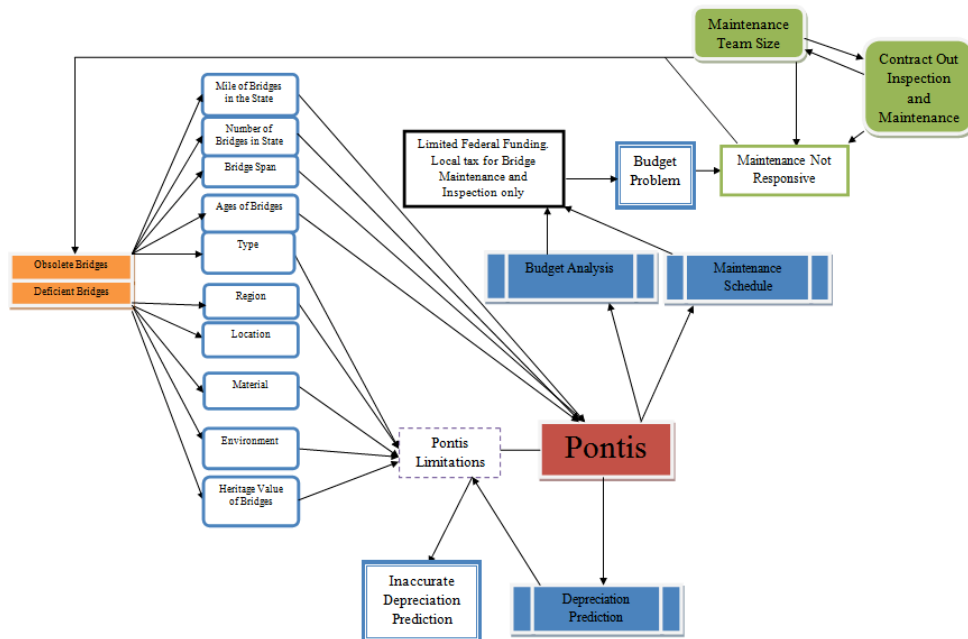 Maintenance
Team Size
Contract Out
Inspection
and
Maintenance
Mile of Bridges
in the State
Number of
Bridges in State
Bridge Span
Ages of Bridges
Type
Region
Location
Material
Environment
Heritage Value
of Bridges
Obsolete Bridges
Deficient Bridges
Limited Federal Funding.
Local tax for Bridge
Maintenance and
Inspection only
Budget
Problem
Maintenance Not
Responsive
Budget Analysis
Maintenance
Schedule
Pontis
Limitations
Pontis
Inaccurate
Depreciation
Prediction
Depreciation
Prediction